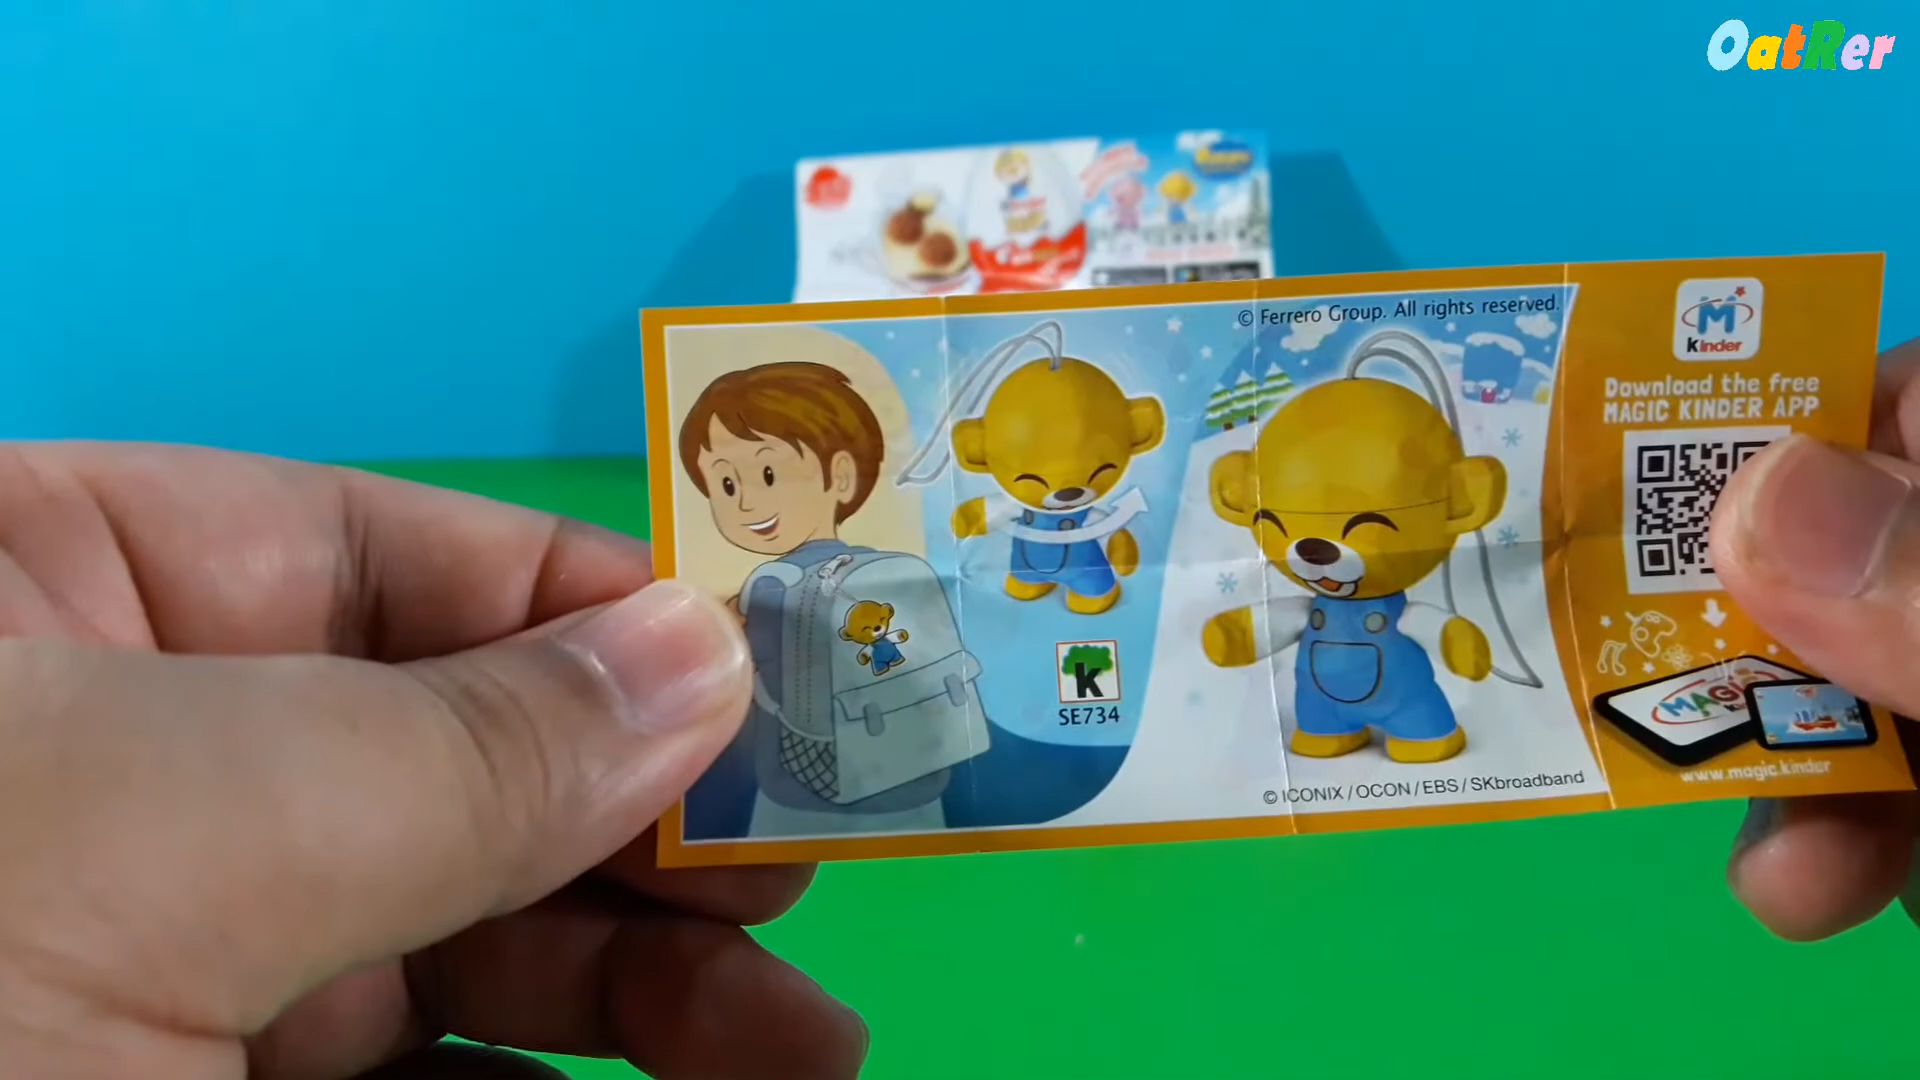 OatRer
© Ferrero Group. All rights reserved.
M
kinder
Download the free
MAGIC KINDER APP
k
SE734
MAGIC
© ICONIX / OCON / EBS / SKbroadband
www.magic.kinder